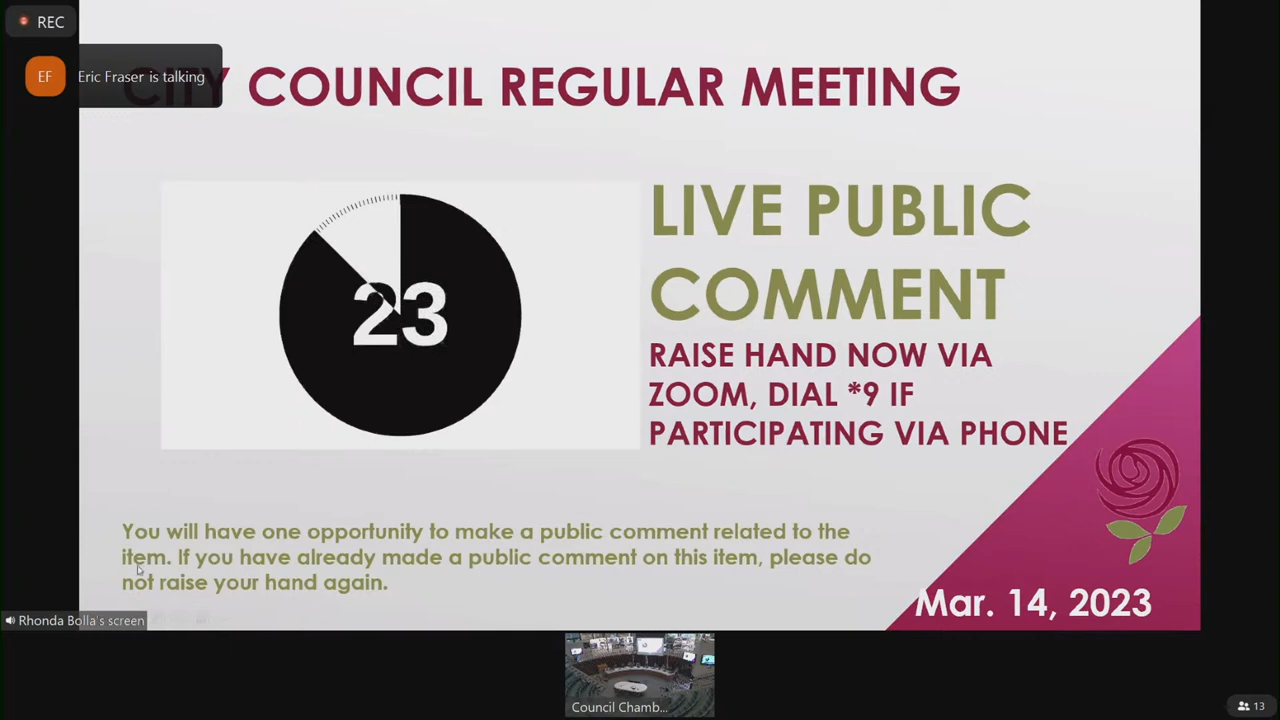 REC
EF
Eric Fraser is talking
CITY COUNCIL REGULAR MEETING
23
LIVE PUBLIC
COMMENT
RAISE HAND NOW VIA
ZOOM, DIAL *9 IF
PARTICIPATING VIA PHONE
You will have one opportunity to make a public comment related to the
item. If you have already made a public comment on this item, please do
not raise your hand again.
Mar. 14, 2023
Rhonda Bolla's screen
Council Chamb...
13